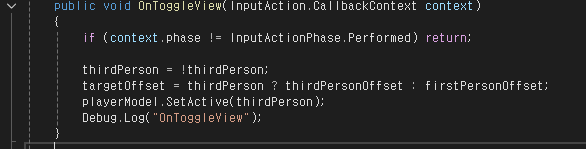 public void OnToggleView(InputAction.CallbackContext context)
{
if (context.phase != InputActionPhase.Performed) return;
thirdPerson = !thirdPerson;
targetOffset = thirdPerson ? thirdPersonOffset : firstPersonOffset;
playerModel.SetActive(thirdPerson);
Debug.Log("OnToggleView");
}